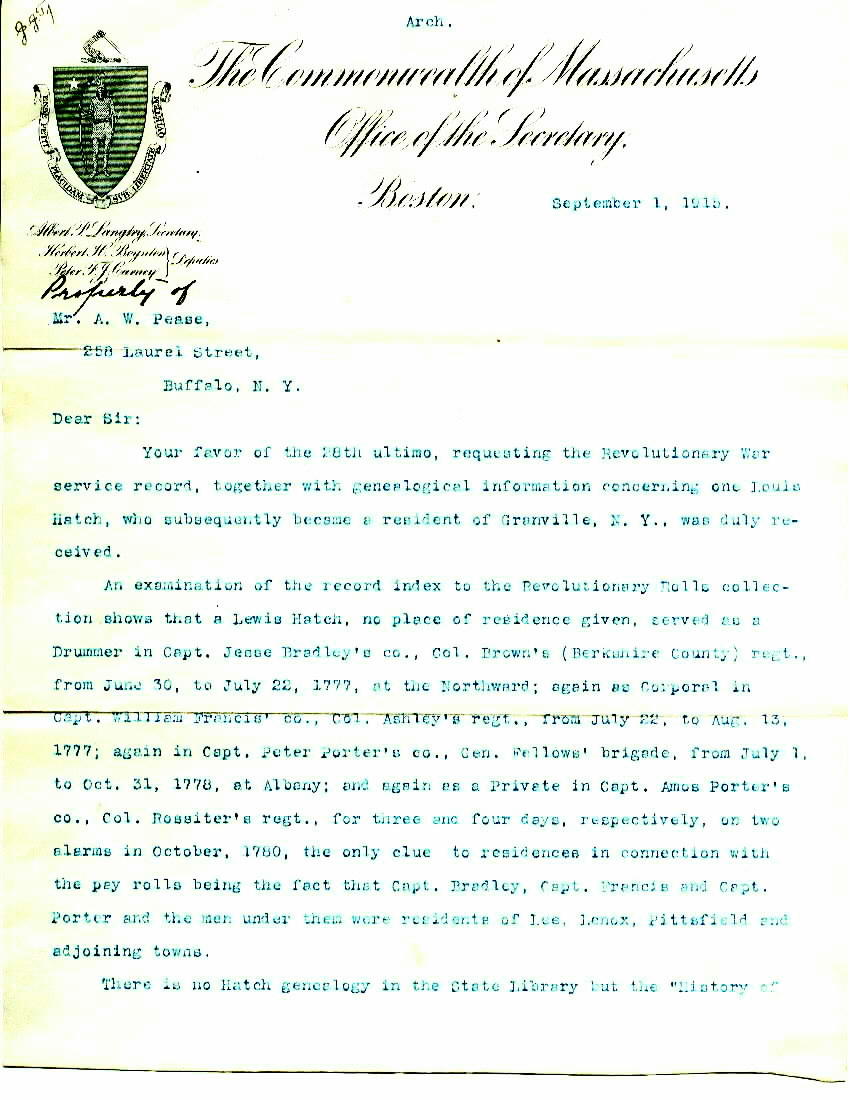 Arch.
The Commonwealth of Massachusetts
Office of the Secretary,
Boston,
September 1, 1915.
ENSE PETIT
PLACIDAM
SUB LIBERTATE
QUIETEM
Albert P. Langtry, Secretary.
Herbert H. Boynton
Peter F. J. Carney
Deputies
Property of
Mr. A. W. Pease,
258 Laurel Street,
Buffalo, N. Y.
Dear Sir:
Your favor of the 28th ultimo, requesting the Revolutionary War
service record, together with genealogical information concerning one Louis
Hatch, who subsequently became a resident of Granville, N. Y., was duly re-
ceived.
An examination of the record index to the Revolutionary Rolls collec-
tion shows that a Lewis Hatch, no place of residence given, served as a
Drummer in Capt. Jesse Bradley's co., Col. Brown's (Berkshire County) regt.,
from June 30, to July 22, 1777, at the Northward; again as Corporal in
Capt. William Francis' co., Col. Ashley's regt., from July 22, to Aug. 13,
1777; again in Capt. Peter Porter's co., Gen. Fellows' brigade, from July 1,
to Oct. 31, 1778, at Albany; and again as a Private in Capt. Amos Porter's
co., Col. Rossiter's regt., for three and four days, respectively, on two
alarms in October, 1780, the only clue to residences in connection with
the pay rolls being the fact that Capt. Bradley, Capt. Francis and Capt.
Porter and the men under them were residents of Lee, Lenox, Pittsfield and
adjoining towns.
There is no Hatch genealogy in the State Library but the "History of